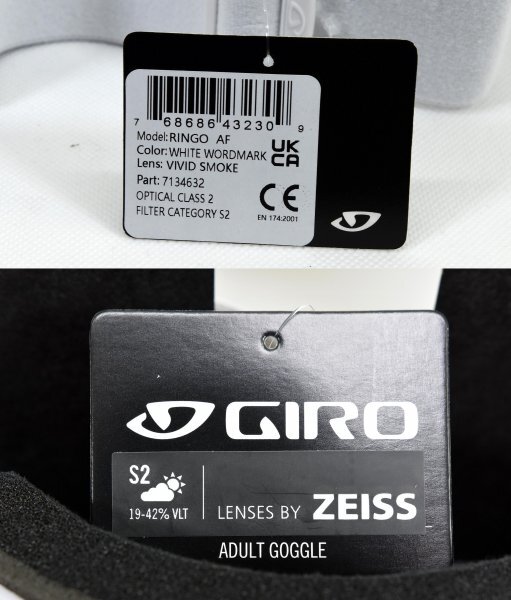 7 68686 43230 9
Model: RINGO AF
Color: WHITE WORDMARK
Lens: VIVID SMOKE
Part: 7134632
OPTICAL CLASS 2
FILTER CATEGORY S2
UK
CA
CE
EN 174:2001
GIRO
S2
19-42% VLT
LENSES BY ZEISS
ADULT GOGGLE